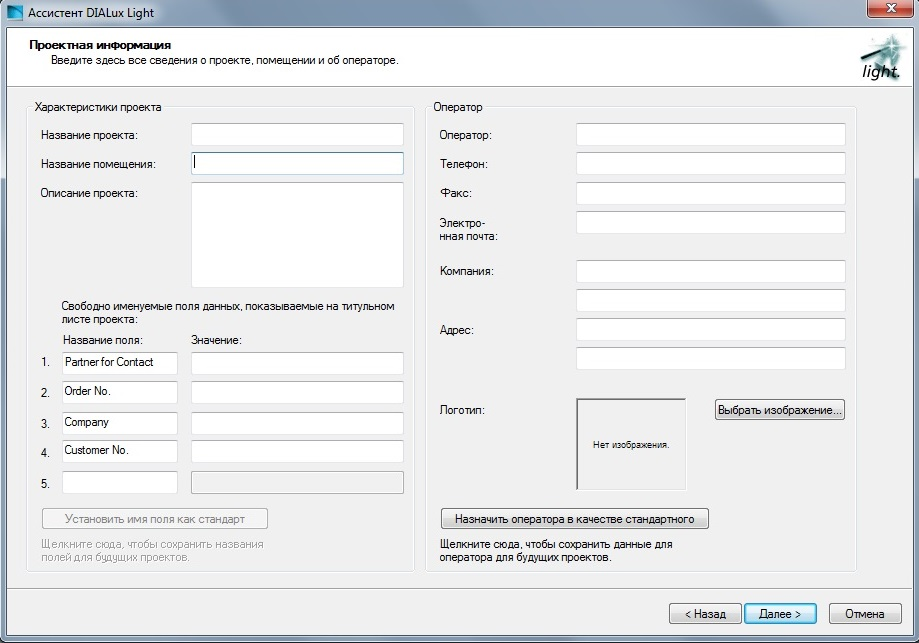 Ассистент DIALux Light
Проектная информация
Введите здесь все сведения о проекте, помещении и об операторе.
light.
Характеристики проекта
Название проекта:
Название помещения:
Описание проекта:
Свободно именуемые поля данных, показываемые на титульном
листе проекта:
Название поля: Значение:
1. Partner for Contact
2. Order No.
3. Company
4. Customer No.
5.
Установить имя поля как стандарт
Щелкните сюда, чтобы сохранить названия
полей для будущих проектов.
Оператор
Оператор:
Телефон:
Факс:
Электро-
нная почта:
Компания:
Адрес:
Логотип:
Нет изображения.
Выбрать изображение...
Назначить оператора в качестве стандартного
Щелкните сюда, чтобы сохранить данные для
оператора для будущих проектов.
< Назад Далее > Отмена